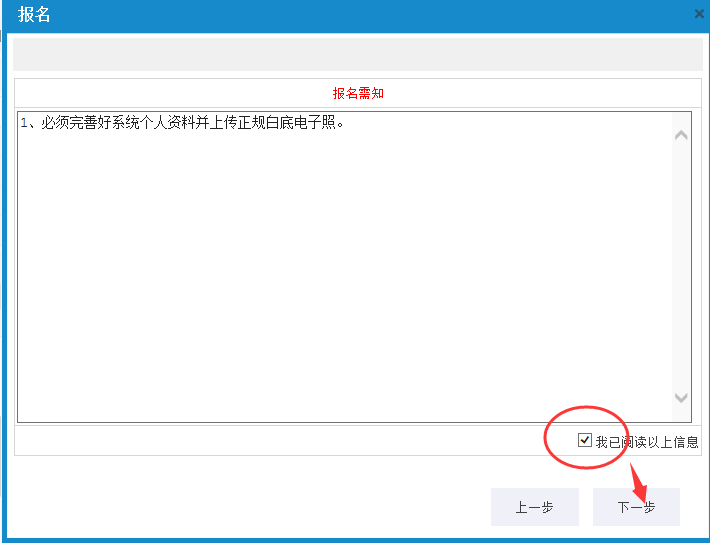 报名
报名需知
1、必须完善好系统个人资料并上传正规白底电子照。
我已阅读以上信息
上一步
下一步